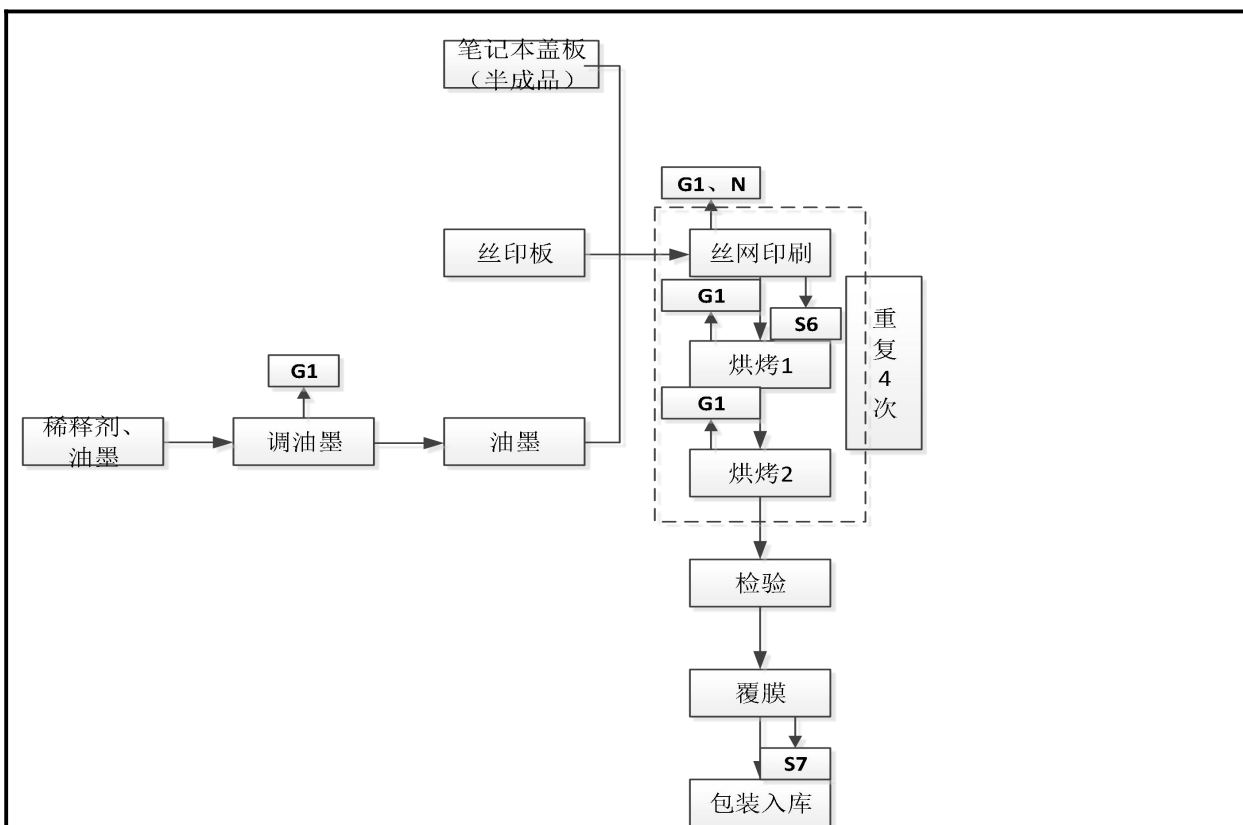 笔记本盖板
（半成品）
G1、N
丝印板
丝网印刷
G1
S6
重
复
4
次
烘烤1
G1
G1
稀释剂、
油墨
调油墨
油墨
烘烤2
检验
覆膜
S7
包装入库